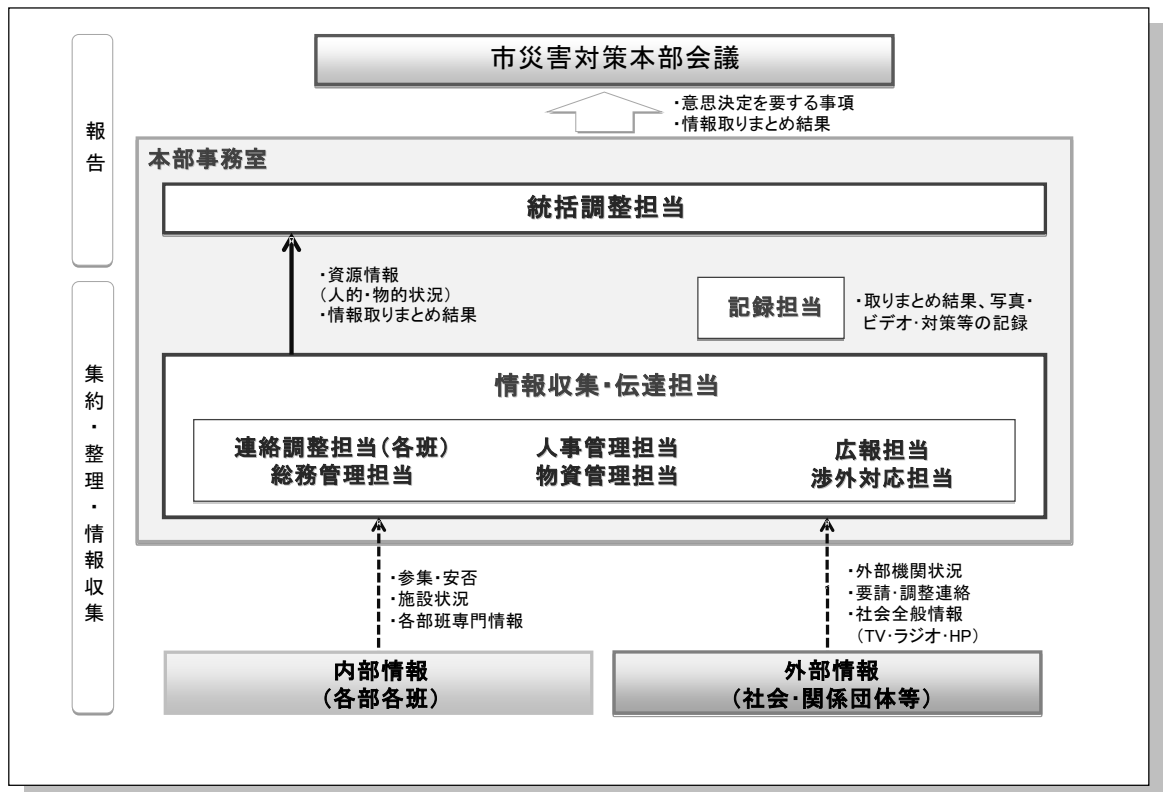 市災害対策本部会議
・意思決定を要する事項
・情報取りまとめ結果
報告
本部事務室
統括調整担当
・資源情報
(人的・物的状況)
・情報取りまとめ結果
記録担当
・取りまとめ結果、写真・
ビデオ・対策等の記録
集約・整理・情報収集
情報収集・伝達担当
連絡調整担当(各班)
総務管理担当
人事管理担当
物資管理担当
広報担当
渉外対応担当
・参集・安否
・施設状況
・各部班専門情報
・外部機関状況
・要請・調整連絡
・社会全般情報
(TV・ラジオ・HP)
内部情報
(各部各班)
外部情報
(社会・関係団体等)